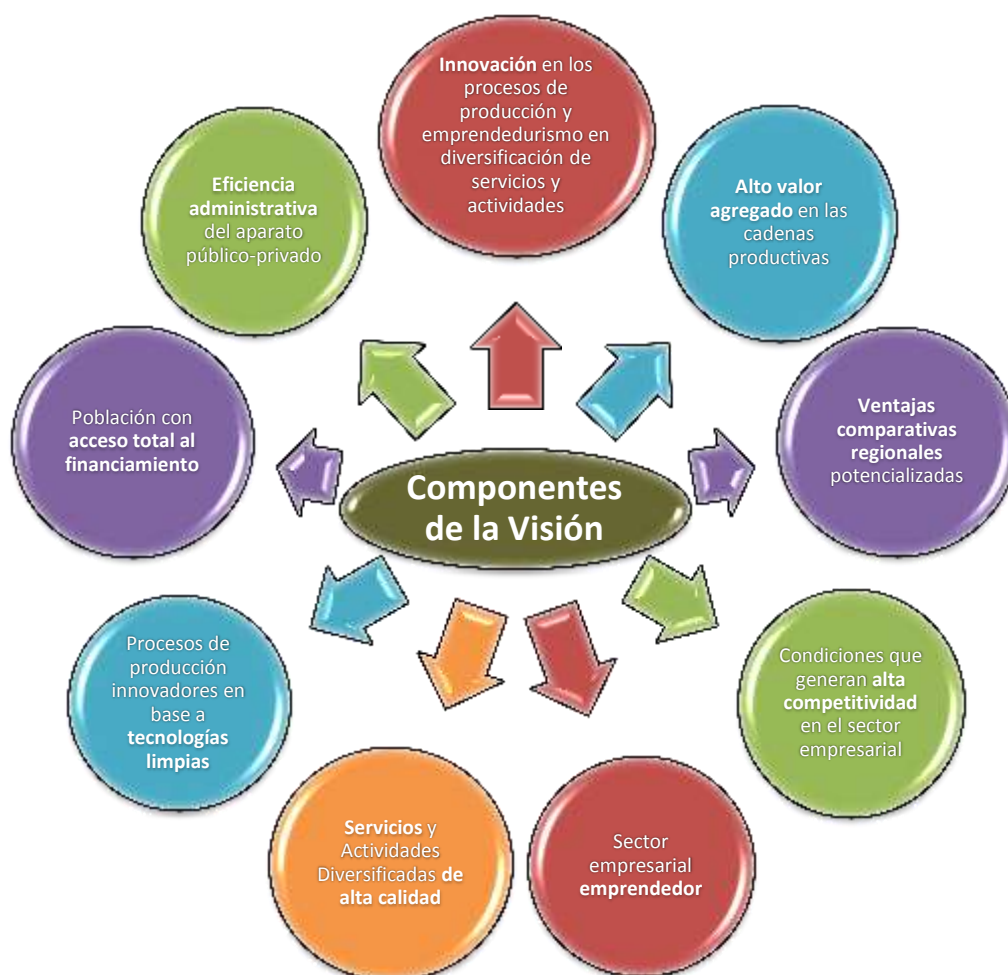 Innovación en los
procesos de
producción y
emprendedurismo en
diversificación de
servicios y
actividades
Alto valor
agregado en las
cadenas
productivas
Ventajas
comparativas
regionales
potencializadas
Condiciones que
generan alta
competitividad
en el sector
empresarial
Sector
empresarial
emprendedor
Servicios y
Actividades
Diversificadas de
alta calidad
Procesos de
producción
innovadores en
base a
tecnologías
limpias
Población con
acceso total al
financiamiento
Eficiencia
administrativa
del aparato
público-privado
Componentes
de la Visión